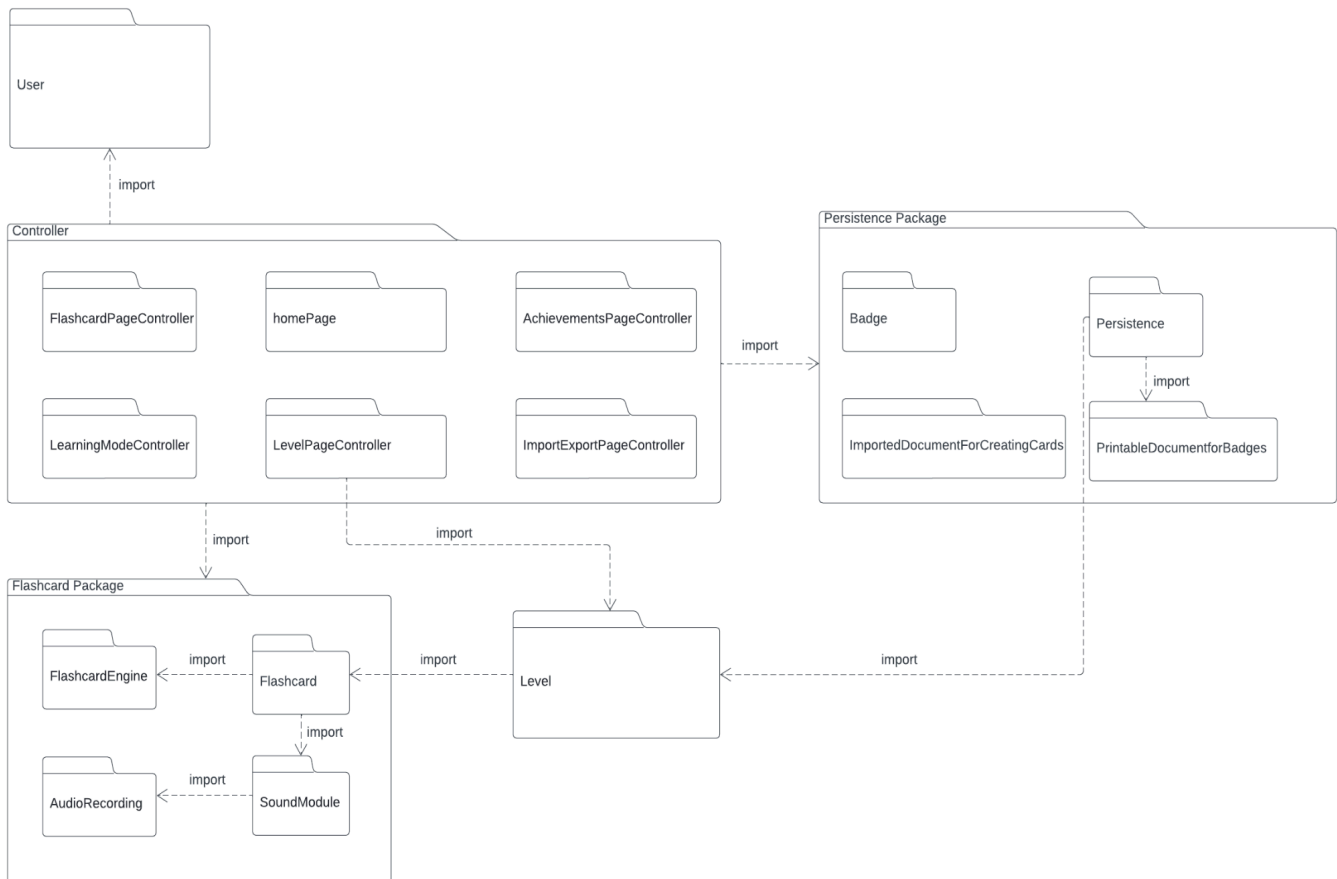 User
import
Controller
FlashcardPageController
homePage
AchievementsPageController
LearningModeController
LevelPageController
ImportExportPageController
import
Persistence Package
Badge
Persistence
import
ImportedDocumentForCreatingCards
PrintableDocumentforBadges
import
import
Flashcard Package
FlashcardEngine
import
Flashcard
import
import
AudioRecording
import
SoundModule
Level
import